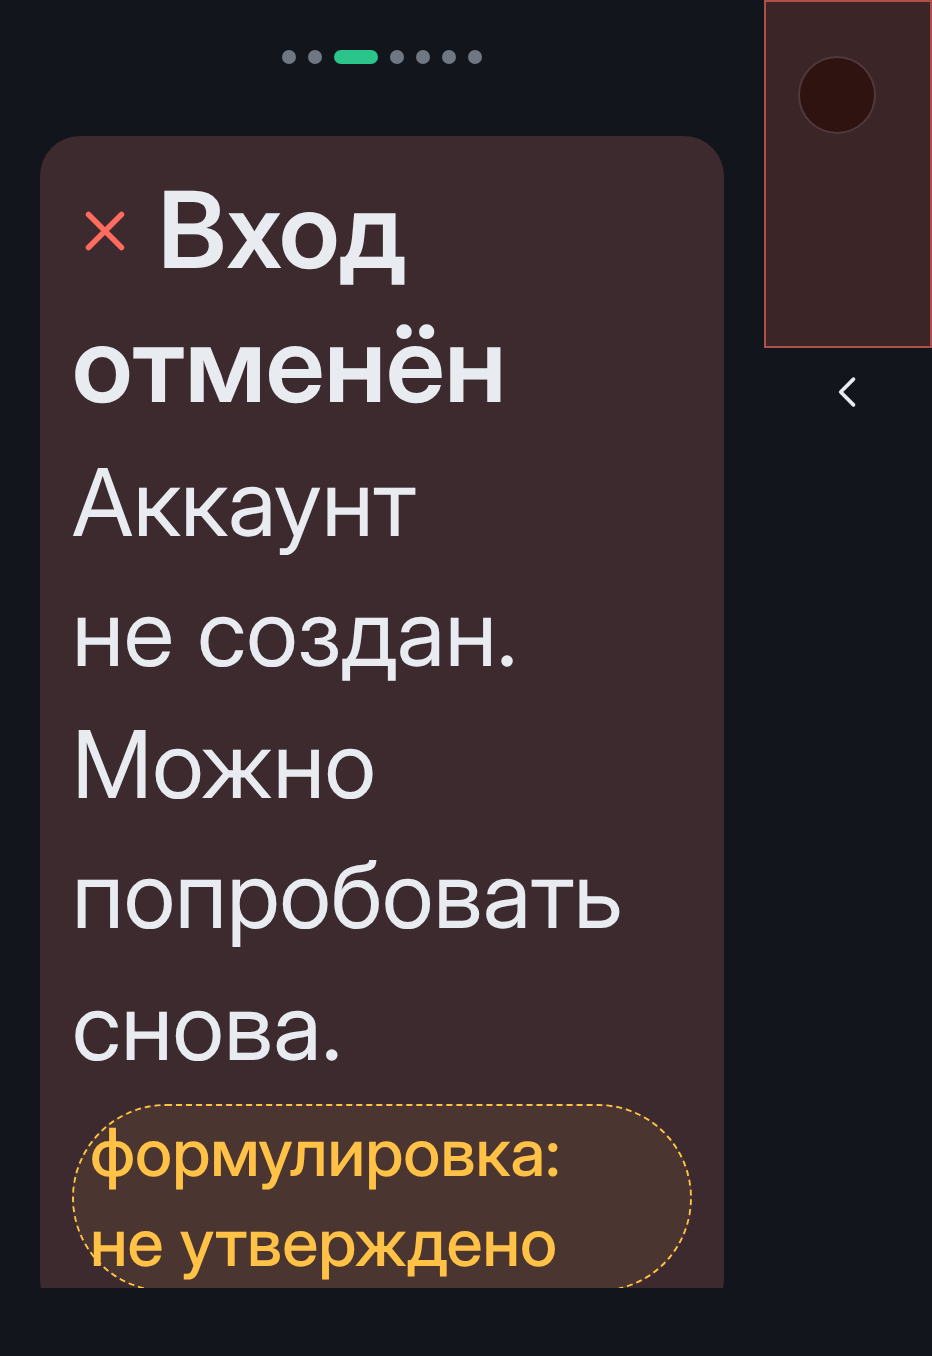 Вход
отменён
Аккаунт
не создан.
Можно
попробовать
снова.
формулировка:
не утверждено